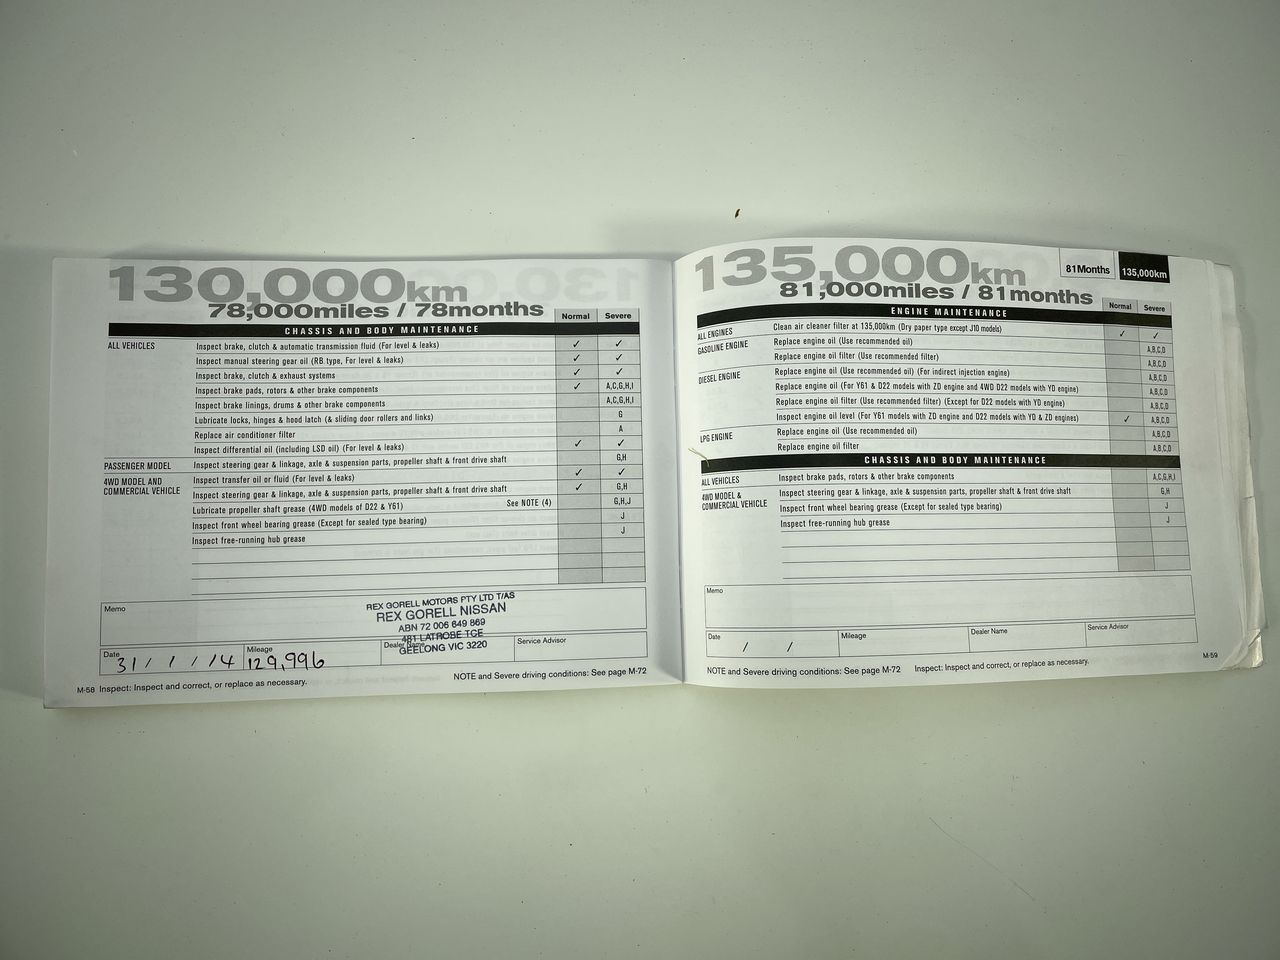 130,000km
78,000miles / 78months
Normal Severe
CHASSIS AND BODY MAINTENANCE
ALL VEHICLES Inspect brake, clutch & automatic transmission fluid (For level & leaks) ✓ ✓
Inspect manual steering gear oil (RB type, For level & leaks) ✓ ✓
Inspect brake, clutch & exhaust systems ✓ ✓
Inspect brake pads, rotors & other brake components ✓ A,C,G,H,I
Inspect brake linings, drums & other brake components A,C,G,H,I
Lubricate locks, hinges & hood latch (& sliding door rollers and links) G
Replace air conditioner filter A
Inspect differential oil (including LSD oil) (For level & leaks) ✓ ✓
PASSENGER MODEL Inspect steering gear & linkage, axle & suspension parts, propeller shaft & front drive shaft G,H
4WD MODEL AND COMMERCIAL VEHICLE Inspect transfer oil or fluid (For level & leaks) ✓ ✓
Inspect steering gear & linkage, axle & suspension parts, propeller shaft & front drive shaft ✓ G,H
Lubricate propeller shaft grease (4WD models of D22 & Y61) See NOTE (4) G,H,J
Inspect front wheel bearing grease (Except for sealed type bearing) J
Inspect free-running hub grease J
Memo
REX GORELL MOTORS PTY LTD T/AS
REX GORELL NISSAN
ABN 72 006 849 869
481 LATROBE TCE
GEELONG VIC 3220
Date 31 / 1 / 14
Mileage 129,996
Dealer Name
Service Advisor
M-58 Inspect: Inspect and correct, or replace as necessary.
NOTE and Severe driving conditions: See page M-72
135,000km
81,000miles / 81months
81Months 135,000km
Normal Severe
ENGINE MAINTENANCE
ALL ENGINES Clean air cleaner filter at 135,000km (Dry paper type except J10 models) ✓ ✓
GASOLINE ENGINE Replace engine oil (Use recommended oil) A,B,C,D
Replace engine oil filter (Use recommended filter) A,B,C,D
DIESEL ENGINE Replace engine oil (Use recommended oil) (For indirect injection engine) A,B,C,D
Replace engine oil (For Y61 & D22 models with ZD engine and 4WD D22 models with YD engine) A,B,C,D
Replace engine oil filter (Use recommended filter) (Except for D22 models with YD engine) A,B,C,D
Inspect engine oil level (For Y61 models with ZD engine and D22 models with YD & ZD engines) ✓ A,B,C,D
LPG ENGINE Replace engine oil (Use recommended oil) A,B,C,D
Replace engine oil filter A,B,C,D
CHASSIS AND BODY MAINTENANCE
ALL VEHICLES Inspect brake pads, rotors & other brake components A,C,G,H,I
4WD MODEL & COMMERCIAL VEHICLE Inspect steering gear & linkage, axle & suspension parts, propeller shaft & front drive shaft G,H
Inspect front wheel bearing grease (Except for sealed type bearing) J
Inspect free-running hub grease J
Memo
Date / /
Mileage
Dealer Name
Service Advisor
NOTE and Severe driving conditions: See page M-72 Inspect: Inspect and correct, or replace as necessary.
M-59